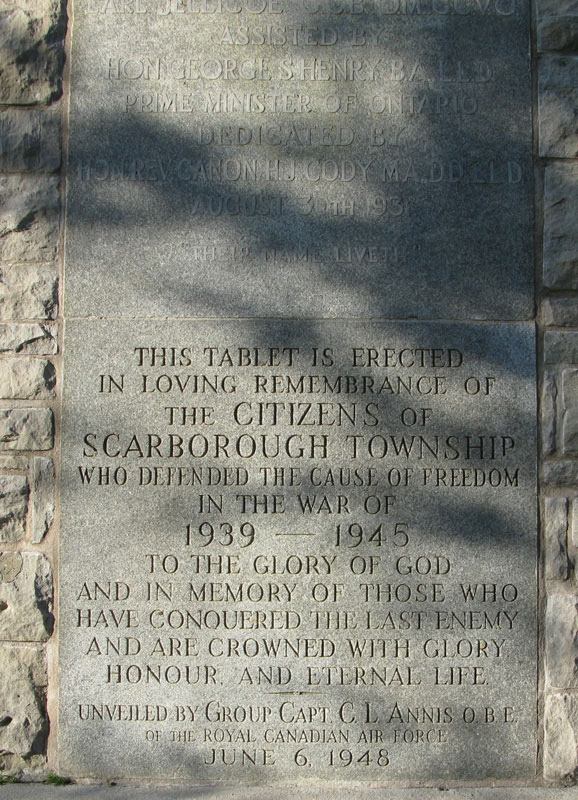 EARL JELLICOE
ASSISTED BY
HON. GEORGE S. HENRY B.A. LL.D.
PRIME MINISTER OF ONTARIO
DEDICATED BY
HON. REV. CANON H.J. CODY M.A. D.D. LL.D.
AUGUST 30TH 1931
"THEIR NAME LIVETH"
THIS TABLET IS ERECTED
IN LOVING REMEMBRANCE OF
THE CITIZENS OF
SCARBOROUGH TOWNSHIP
WHO DEFENDED THE CAUSE OF FREEDOM
IN THE WAR OF
1939 — 1945
TO THE GLORY OF GOD
AND IN MEMORY OF THOSE WHO
HAVE CONQUERED THE LAST ENEMY
AND ARE CROWNED WITH GLORY
HONOUR, AND ETERNAL LIFE.
UNVEILED BY GROUP CAPT. C. L. ANNIS O.B.E.
OF THE ROYAL CANADIAN AIR FORCE
JUNE 6, 1948